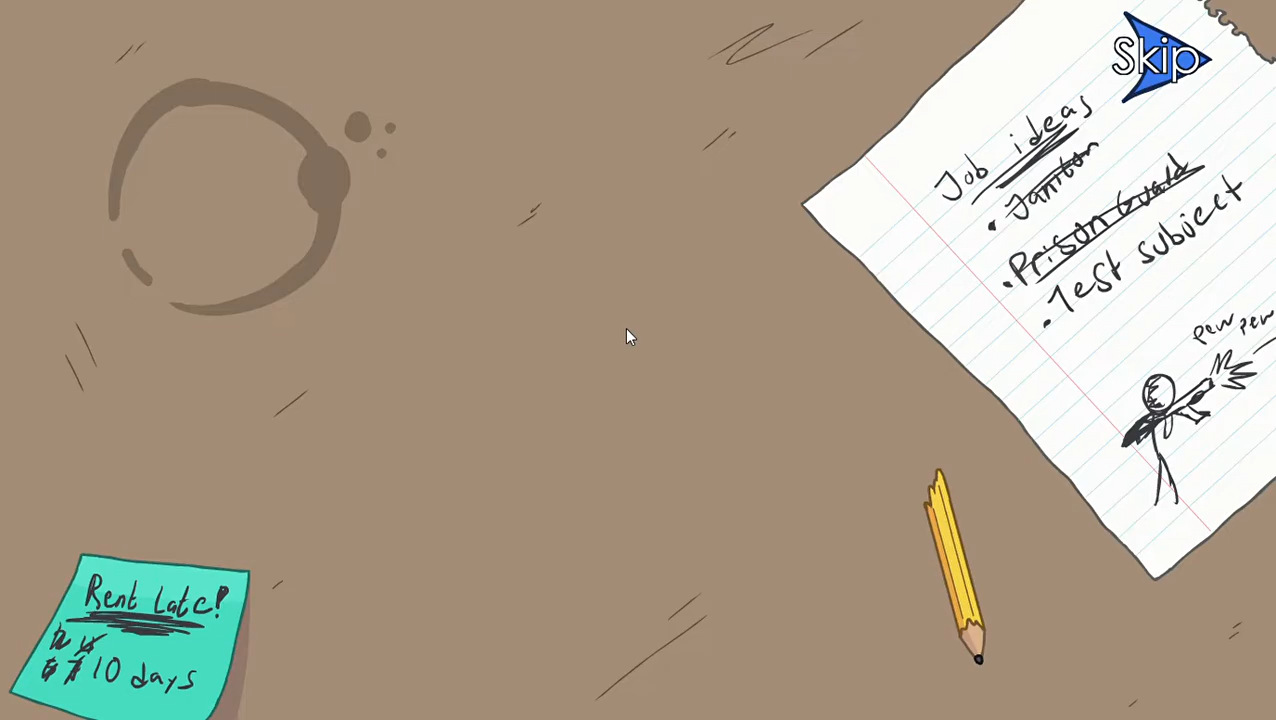 Skip
Job ideas
• Janitor
• Prison Guard
• Test subject
pew pew
Rent Late!
10 days